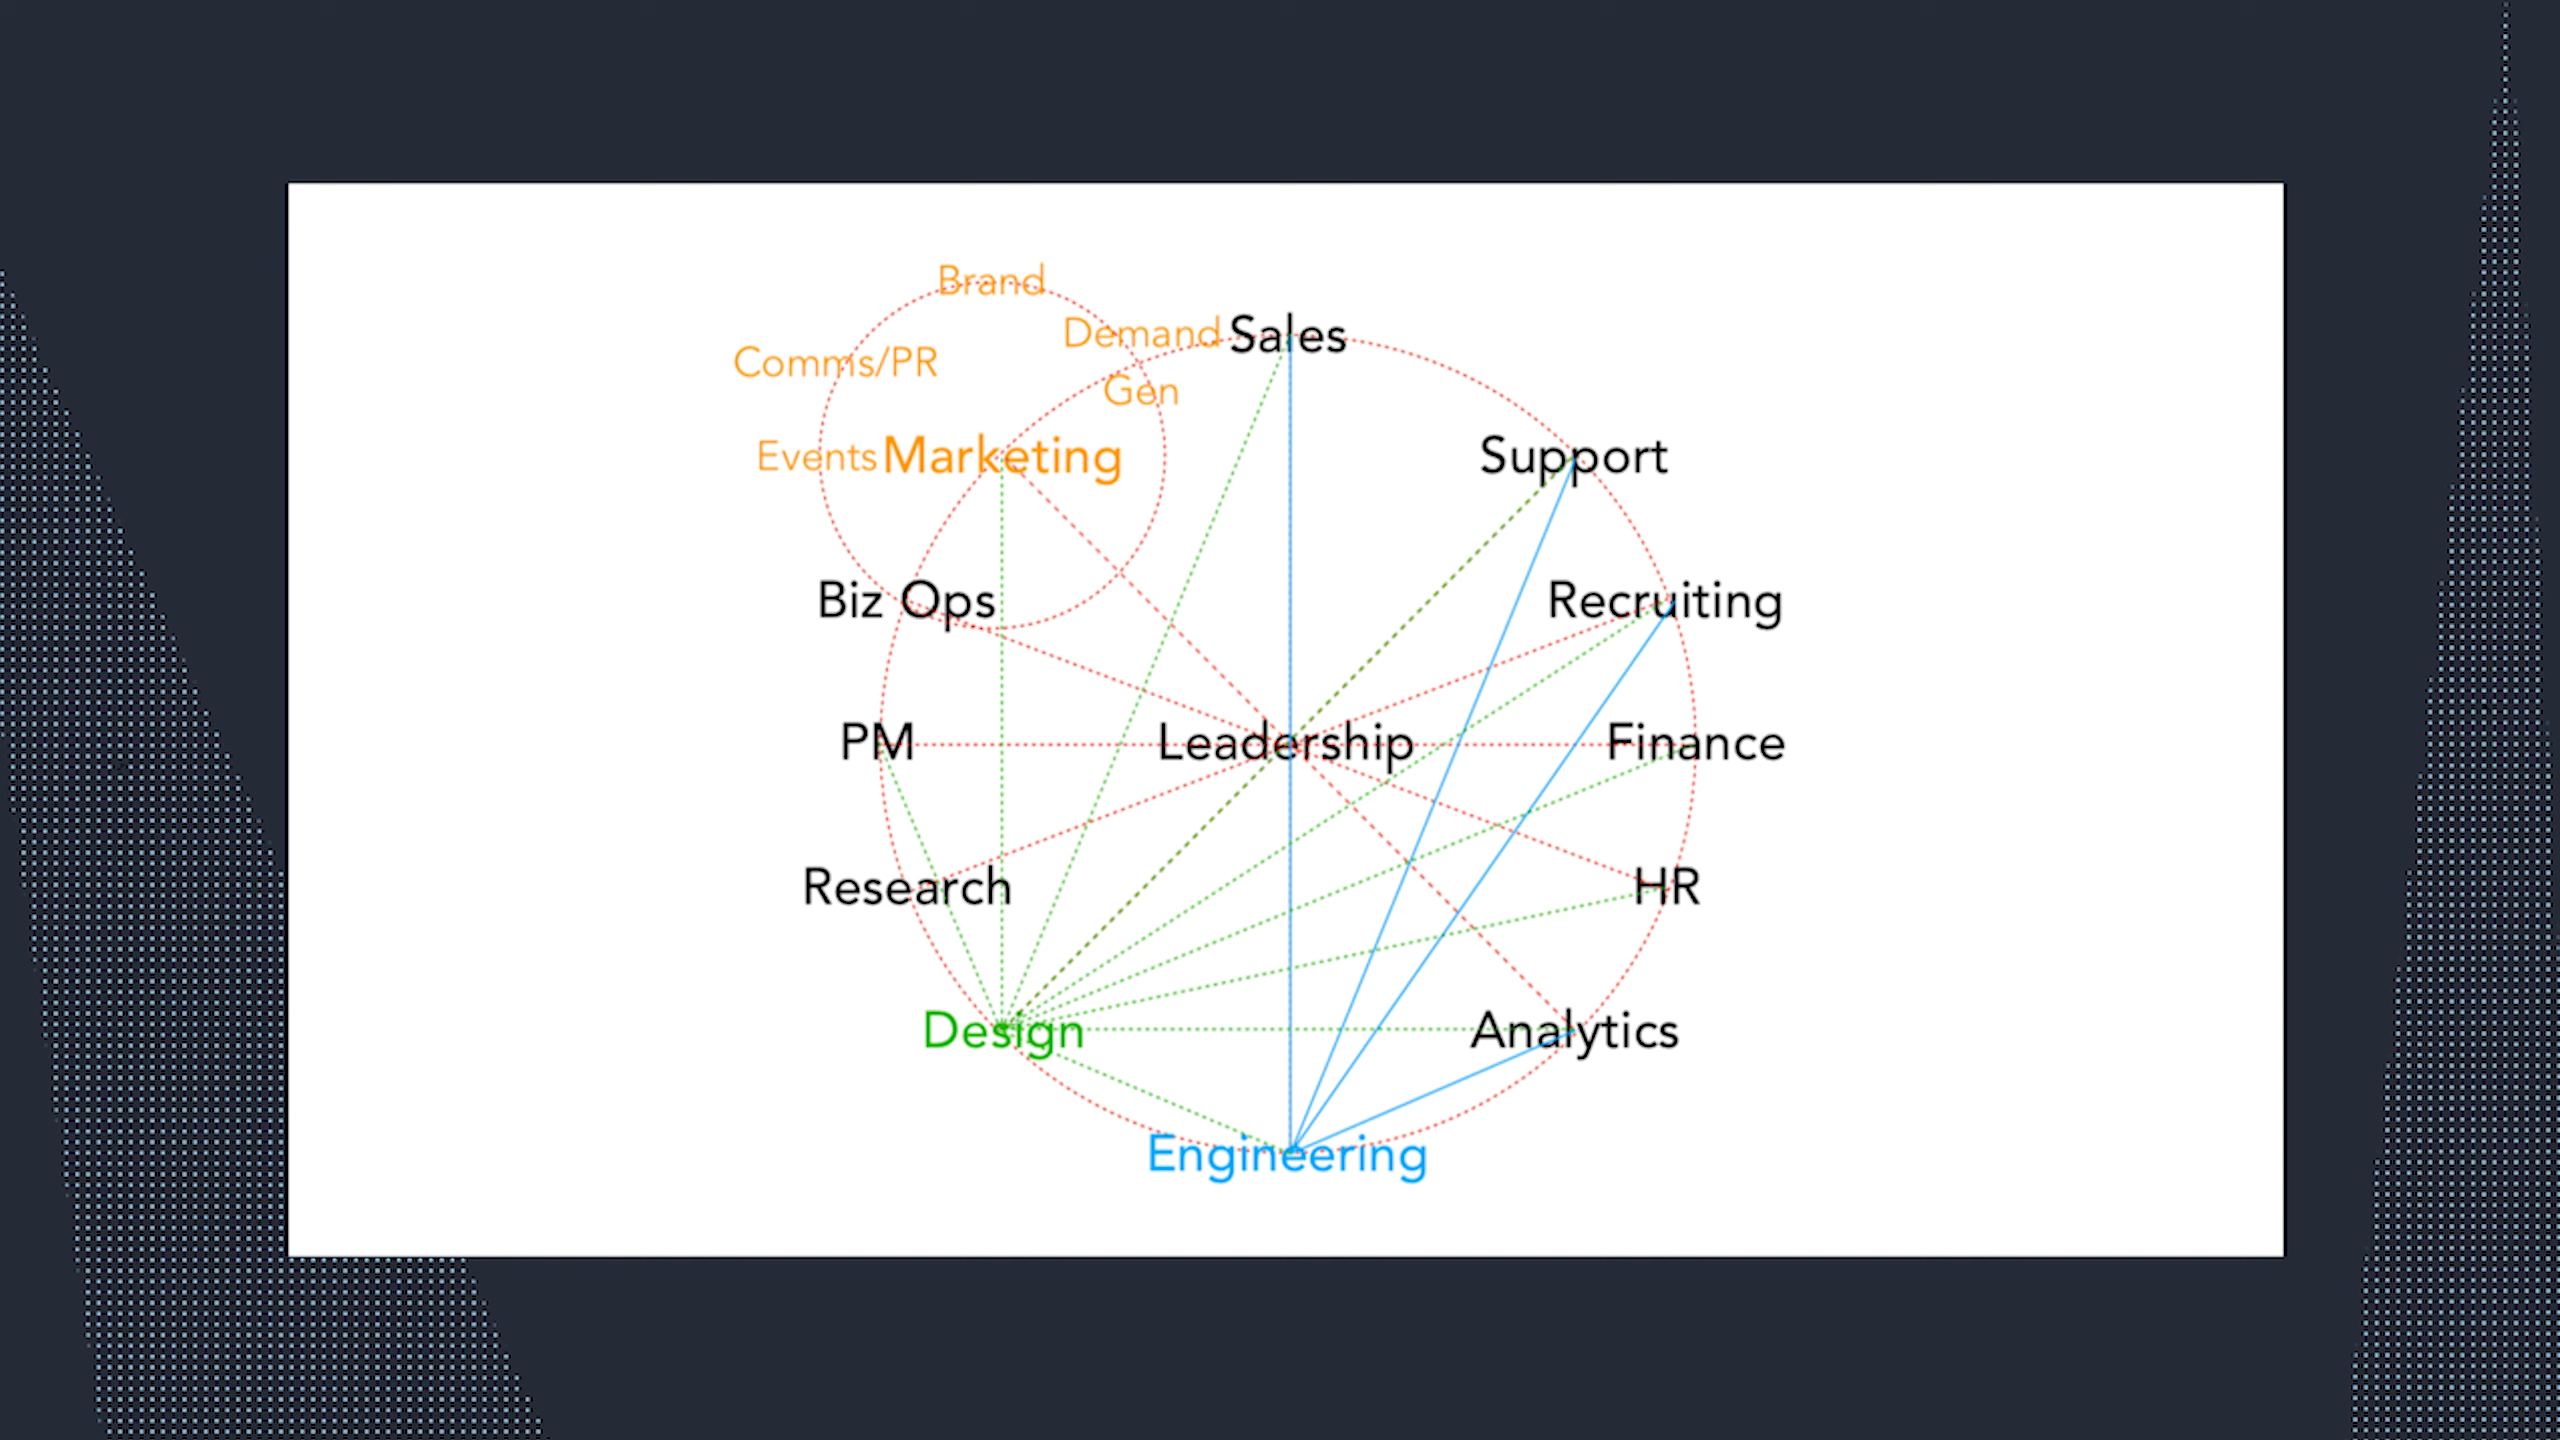 Brand
Demand
Gen
Sales
Comms/PR
Events
Marketing
Support
Biz Ops
Recruiting
PM
Leadership
Finance
Research
HR
Design
Analytics
Engineering